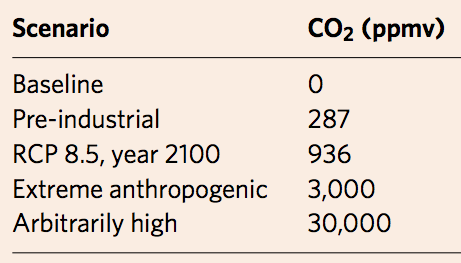 Scenario CO₂ (ppmv)
Baseline 0
Pre-industrial 287
RCP 8.5, year 2100 936
Extreme anthropogenic 3,000
Arbitrarily high 30,000